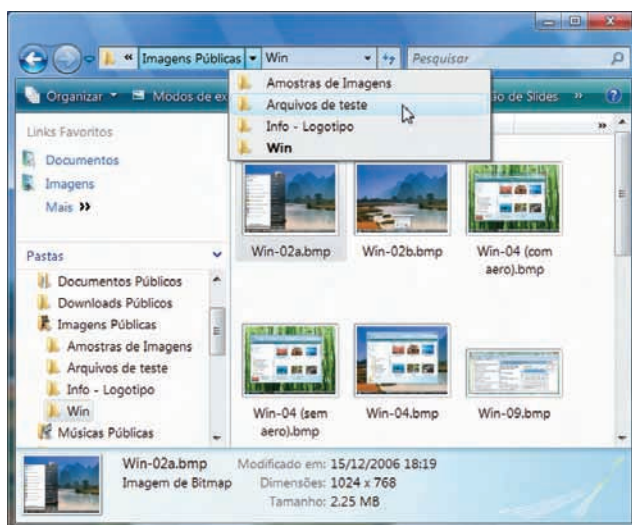 « Imagens Públicas Win Pesquisar
Organizar Modos de ex ão de Slides » ?
Amostras de Imagens
Arquivos de teste
Info - Logotipo
Win
Links Favoritos »
Documentos
Imagens
Mais »
Pastas
Documentos Públicos
Downloads Públicos
Imagens Públicas
Amostras de Imagens
Arquivos de teste
Info - Logotipo
Win
Músicas Públicas
Win-02a.bmp Win-02b.bmp Win-04 (com
aero).bmp
Win-04 (sem Win-04.bmp Win-09.bmp
aero).bmp
Win-02a.bmp Modificado em: 15/12/2006 18:19
Imagem de Bitmap Dimensões: 1024 x 768
Tamanho: 2.25 MB